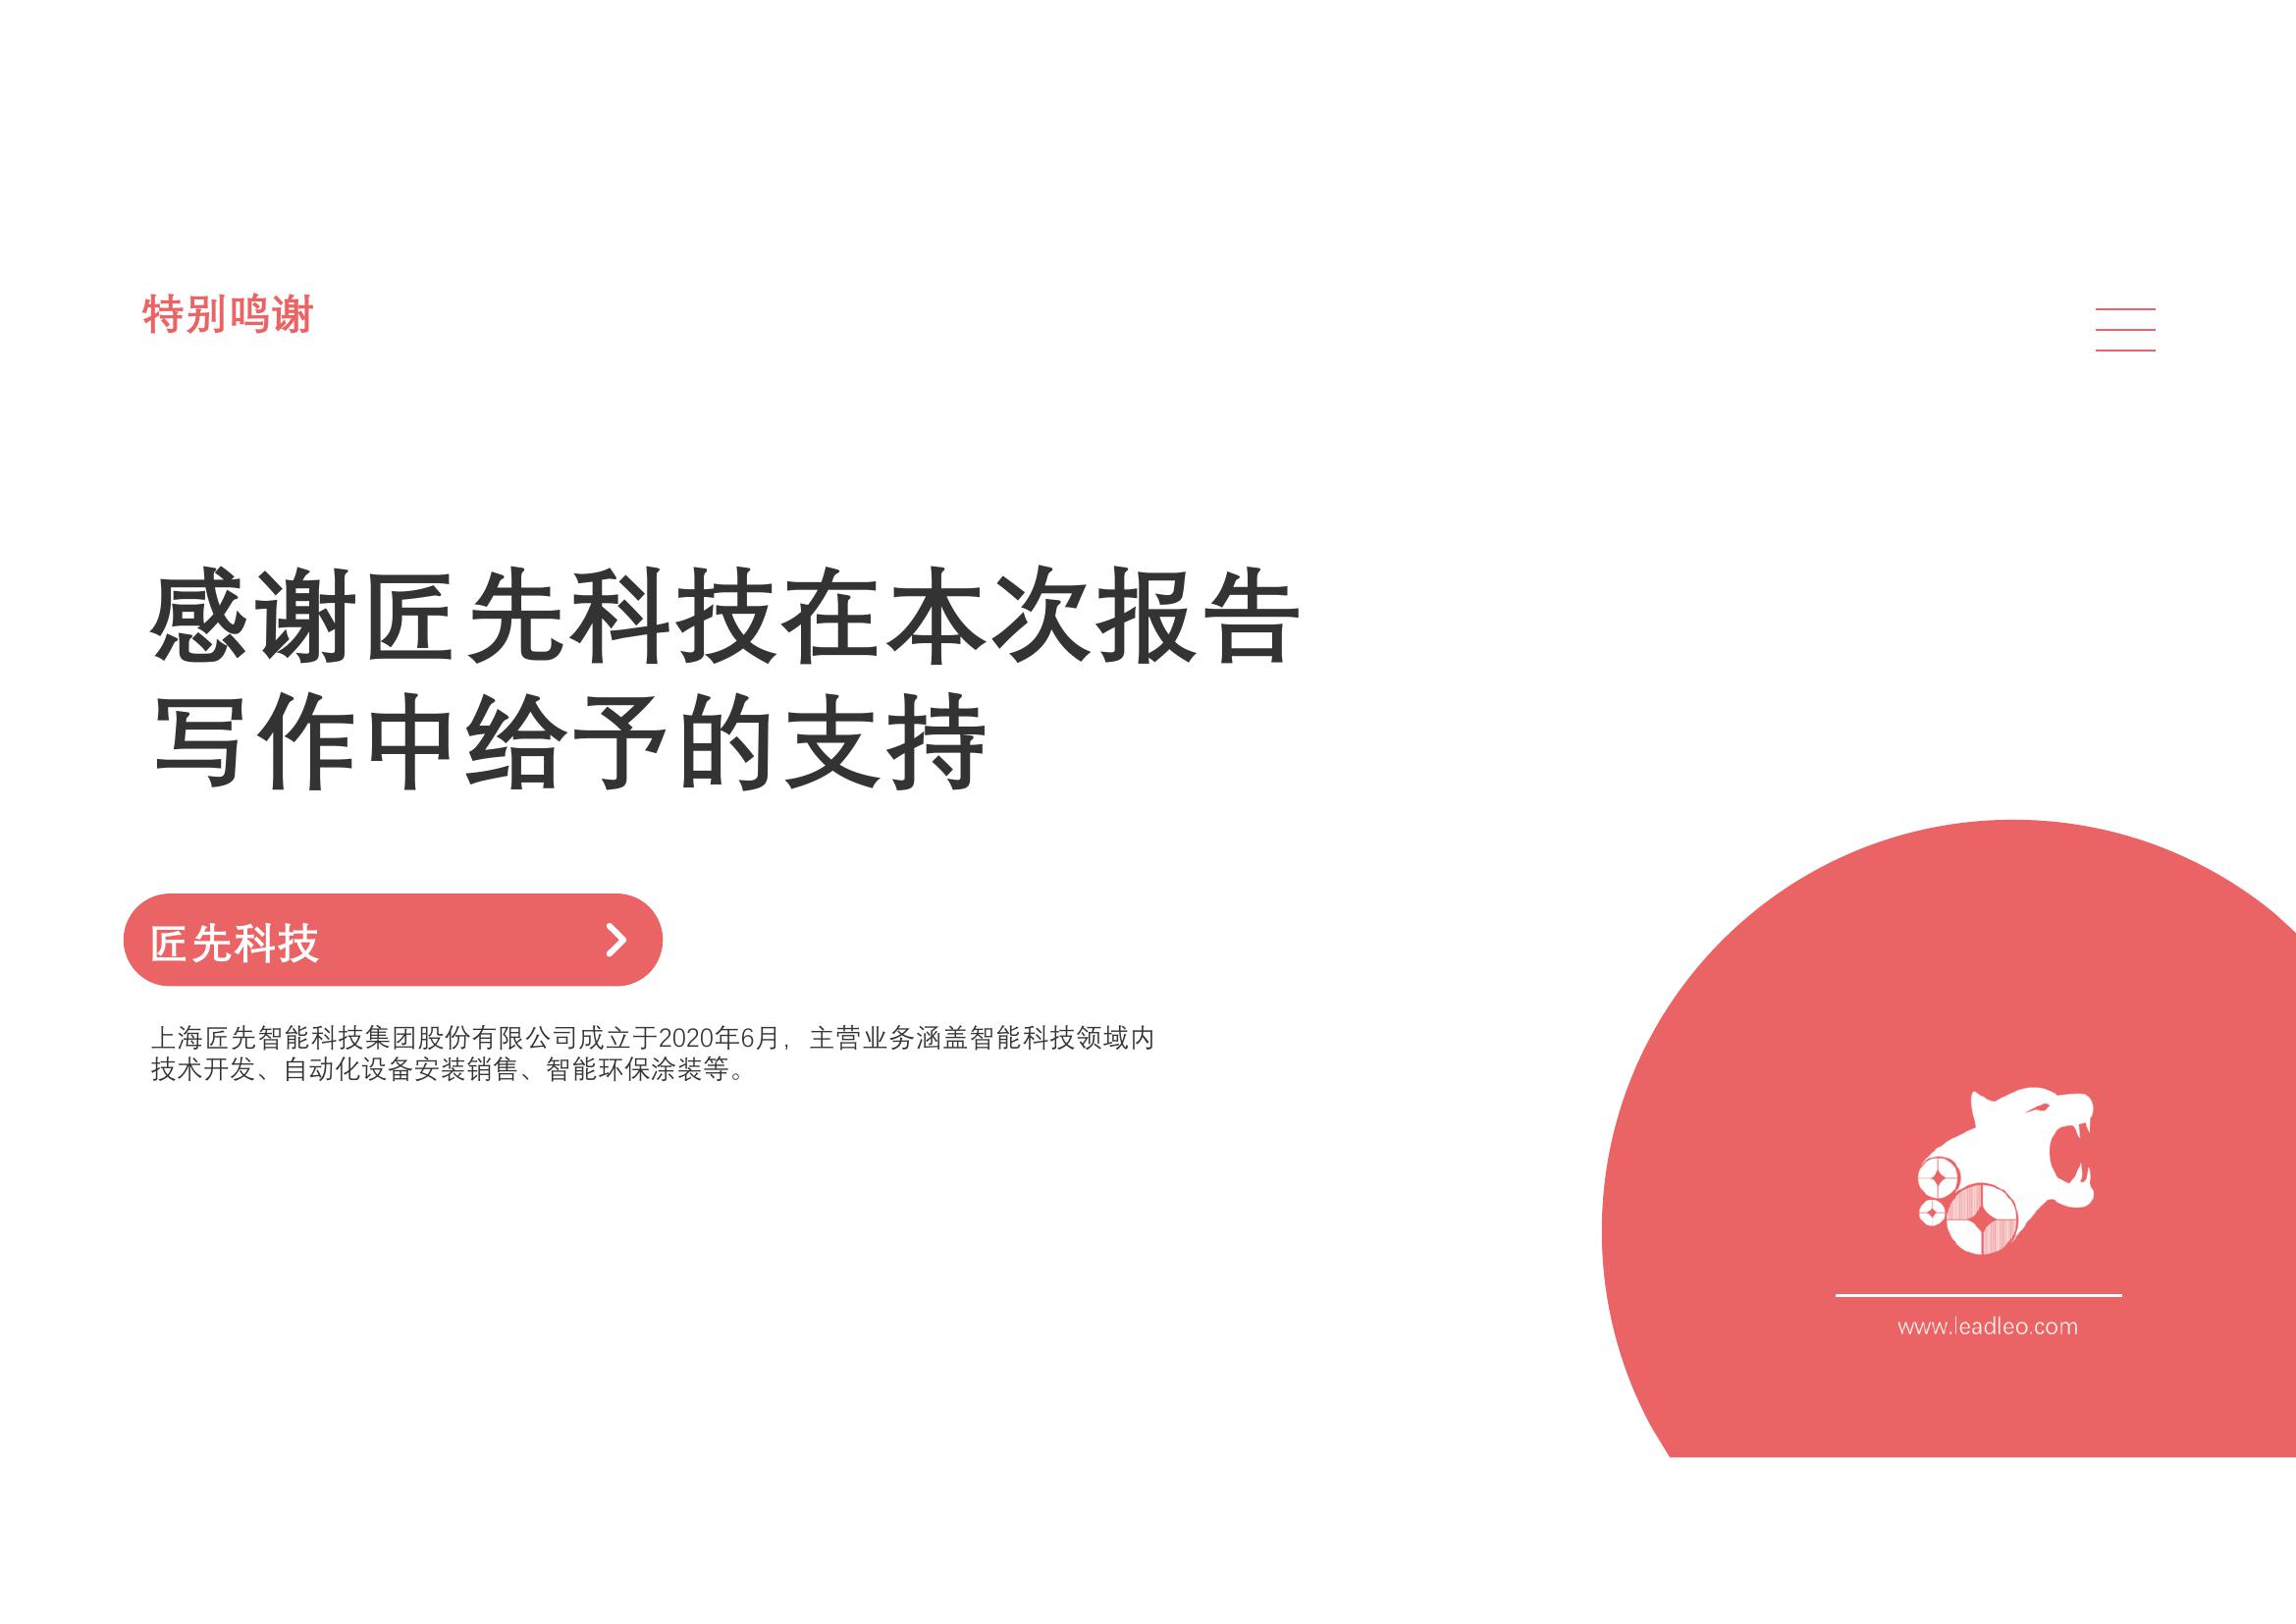 特别鸣谢
感谢匠先科技在本次报告
写作中给予的支持
匠先科技
上海匠先智能科技集团股份有限公司成立于2020年6月，主营业务涵盖智能科技领域内
技术开发、自动化设备安装销售、智能环保涂装等。
www.leadleo.com